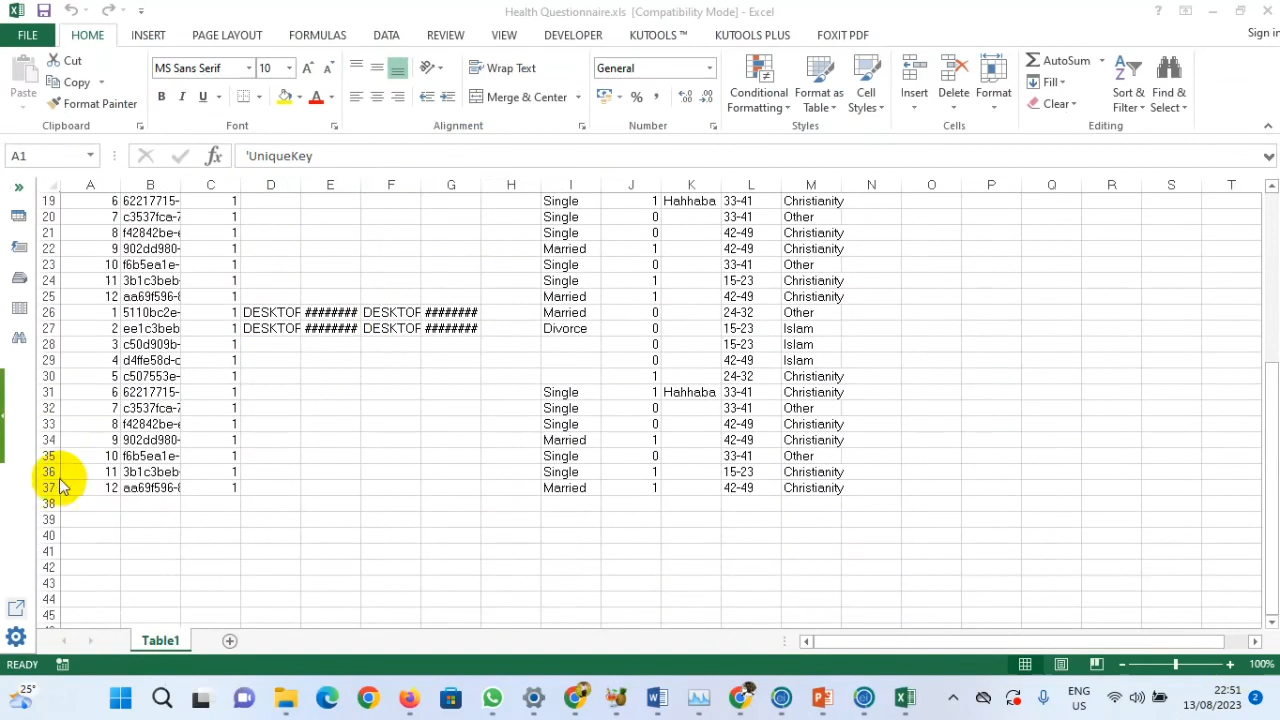 Health Questionnaire.xls [Compatibility Mode] - Excel
Sign in
FILE HOME INSERT PAGE LAYOUT FORMULAS DATA REVIEW VIEW DEVELOPER KUTOOLS ™ KUTOOLS PLUS FOXIT PDF
Paste
Cut
Copy
Format Painter
Clipboard
MS Sans Serif 10
B I U
Font
Wrap Text
Merge & Center
Alignment
General
%
Number
Conditional Formatting
Format as Table
Cell Styles
Styles
Insert Delete Format
Cells
AutoSum
Fill
Clear
Sort & Filter
Find & Select
Editing
A1 fx 'UniqueKey
A B C D E F G H I J K L M N O P Q R S T
19 6 62217715- 1 Single 1 Hahhaba 33-41 Christianity
20 7 c3537fca-7 1 Single 0 33-41 Other
21 8 f42842be-e 1 Single 0 42-49 Christianity
22 9 902dd980- 1 Married 1 42-49 Christianity
23 10 f6b5ea1e- 1 Single 0 33-41 Other
24 11 3b1c3beb- 1 Single 1 15-23 Christianity
25 12 aa69f596-8 1 Married 1 42-49 Christianity
26 1 5110bc2e- 1 DESKTOP ######## DESKTOP ######## Married 0 24-32 Other
27 2 ee1c3beb 1 DESKTOP ######## DESKTOP ######## Divorce 0 15-23 Islam
28 3 c50d909b- 1 0 15-23 Islam
29 4 d4ffe58d-c 1 0 42-49 Islam
30 5 c507553e- 1 1 24-32 Christianity
31 6 62217715- 1 Single 1 Hahhaba 33-41 Christianity
32 7 c3537fca-7 1 Single 0 33-41 Other
33 8 f42842be-e 1 Single 0 42-49 Christianity
34 9 902dd980- 1 Married 1 42-49 Christianity
35 10 f6b5ea1e- 1 Single 0 33-41 Other
36 11 3b1c3beb- 1 Single 1 15-23 Christianity
37 12 aa69f596-8 1 Married 1 42-49 Christianity
38
39
40
41
42
43
44
45
Table1
READY
100%
25°
ENG
US
22:51
13/08/2023
2